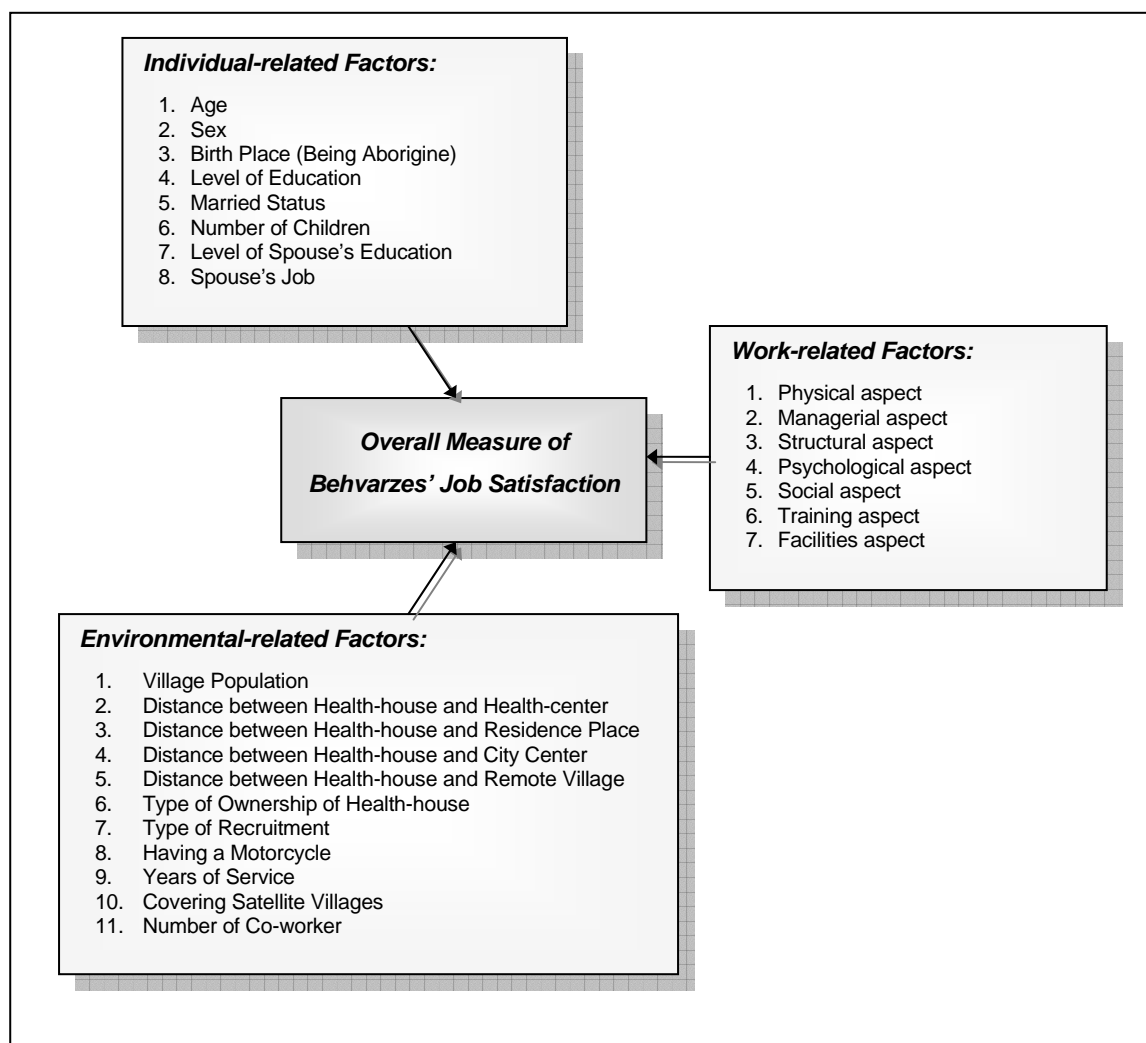 Individual-related Factors:
1. Age
2. Sex
3. Birth Place (Being Aborigine)
4. Level of Education
5. Married Status
6. Number of Children
7. Level of Spouse’s Education
8. Spouse’s Job
Work-related Factors:
1. Physical aspect
2. Managerial aspect
3. Structural aspect
4. Psychological aspect
5. Social aspect
6. Training aspect
7. Facilities aspect
Overall Measure of
Behvarzes’ Job Satisfaction
Environmental-related Factors:
1. Village Population
2. Distance between Health-house and Health-center
3. Distance between Health-house and Residence Place
4. Distance between Health-house and City Center
5. Distance between Health-house and Remote Village
6. Type of Ownership of Health-house
7. Type of Recruitment
8. Having a Motorcycle
9. Years of Service
10. Covering Satellite Villages
11. Number of Co-worker